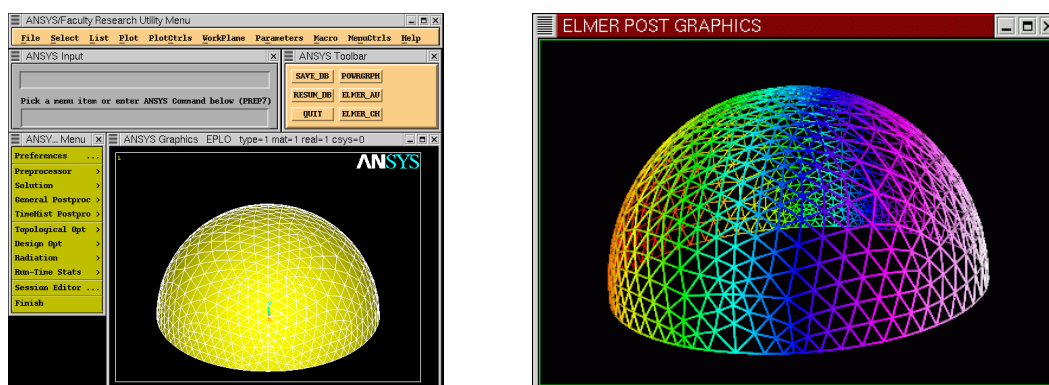 ANSYS/Faculty Research Utility Menu
File Select List Plot PlotCtrls WorkPlane Parameters Macro MenuCtrls Help
ANSYS Input
Pick a menu item or enter ANSYS Command below (PREP7)
ANSYS Toolbar
SAVE_DB POWRGRPH
RESUM_DB ELMER_AU
QUIT ELMER_CH
ANSY... Menu
Preferences ...
Preprocessor >
Solution >
General Postproc >
TimeHist Postpro >
Topological Opt >
Design Opt >
Radiation >
Run-Time Stats >
Session Editor ...
Finish
ANSYS Graphics EPLO type=1 mat=1 real=1 csys=0
1
ANSYS
ELMER POST GRAPHICS